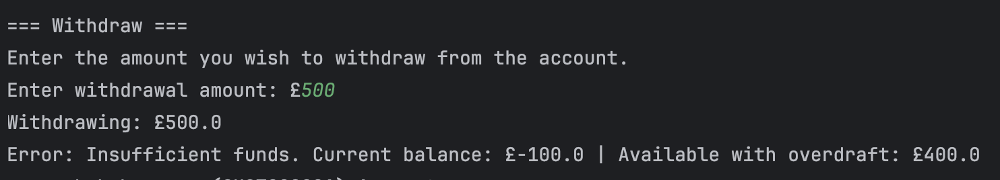 === Withdraw ===
Enter the amount you wish to withdraw from the account.
Enter withdrawal amount: £500
Withdrawing: £500.0
Error: Insufficient funds. Current balance: £-100.0 | Available with overdraft: £400.0